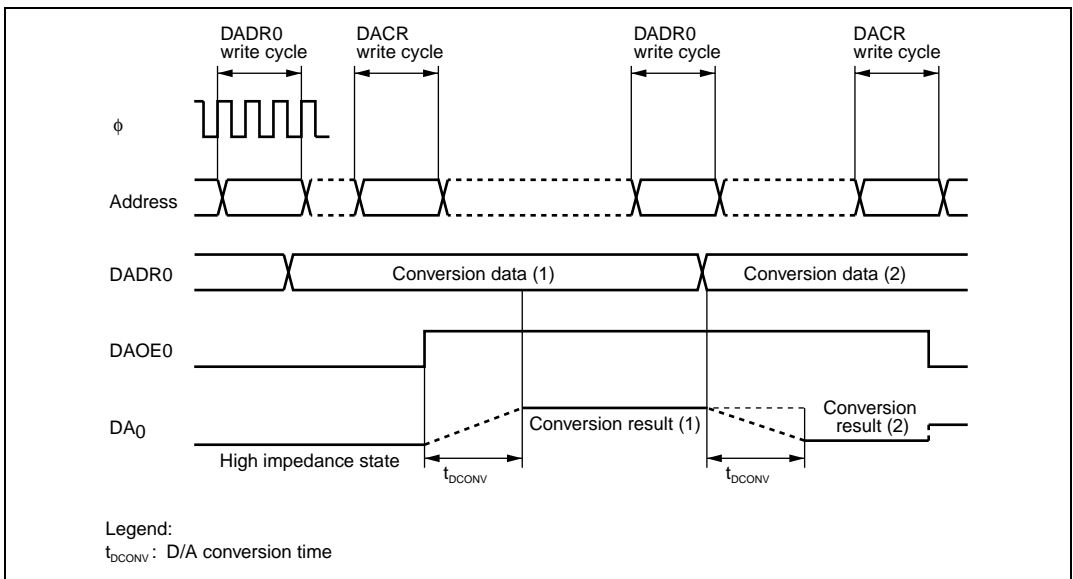 DADR0
write cycle
DACR
write cycle
DADR0
write cycle
DACR
write cycle
ϕ
Address
DADR0
Conversion data (1)
Conversion data (2)
DAOE0
DA0
High impedance state
Conversion result (1)
Conversion
result (2)
tDCONV
tDCONV
Legend:
tDCONV : D/A conversion time